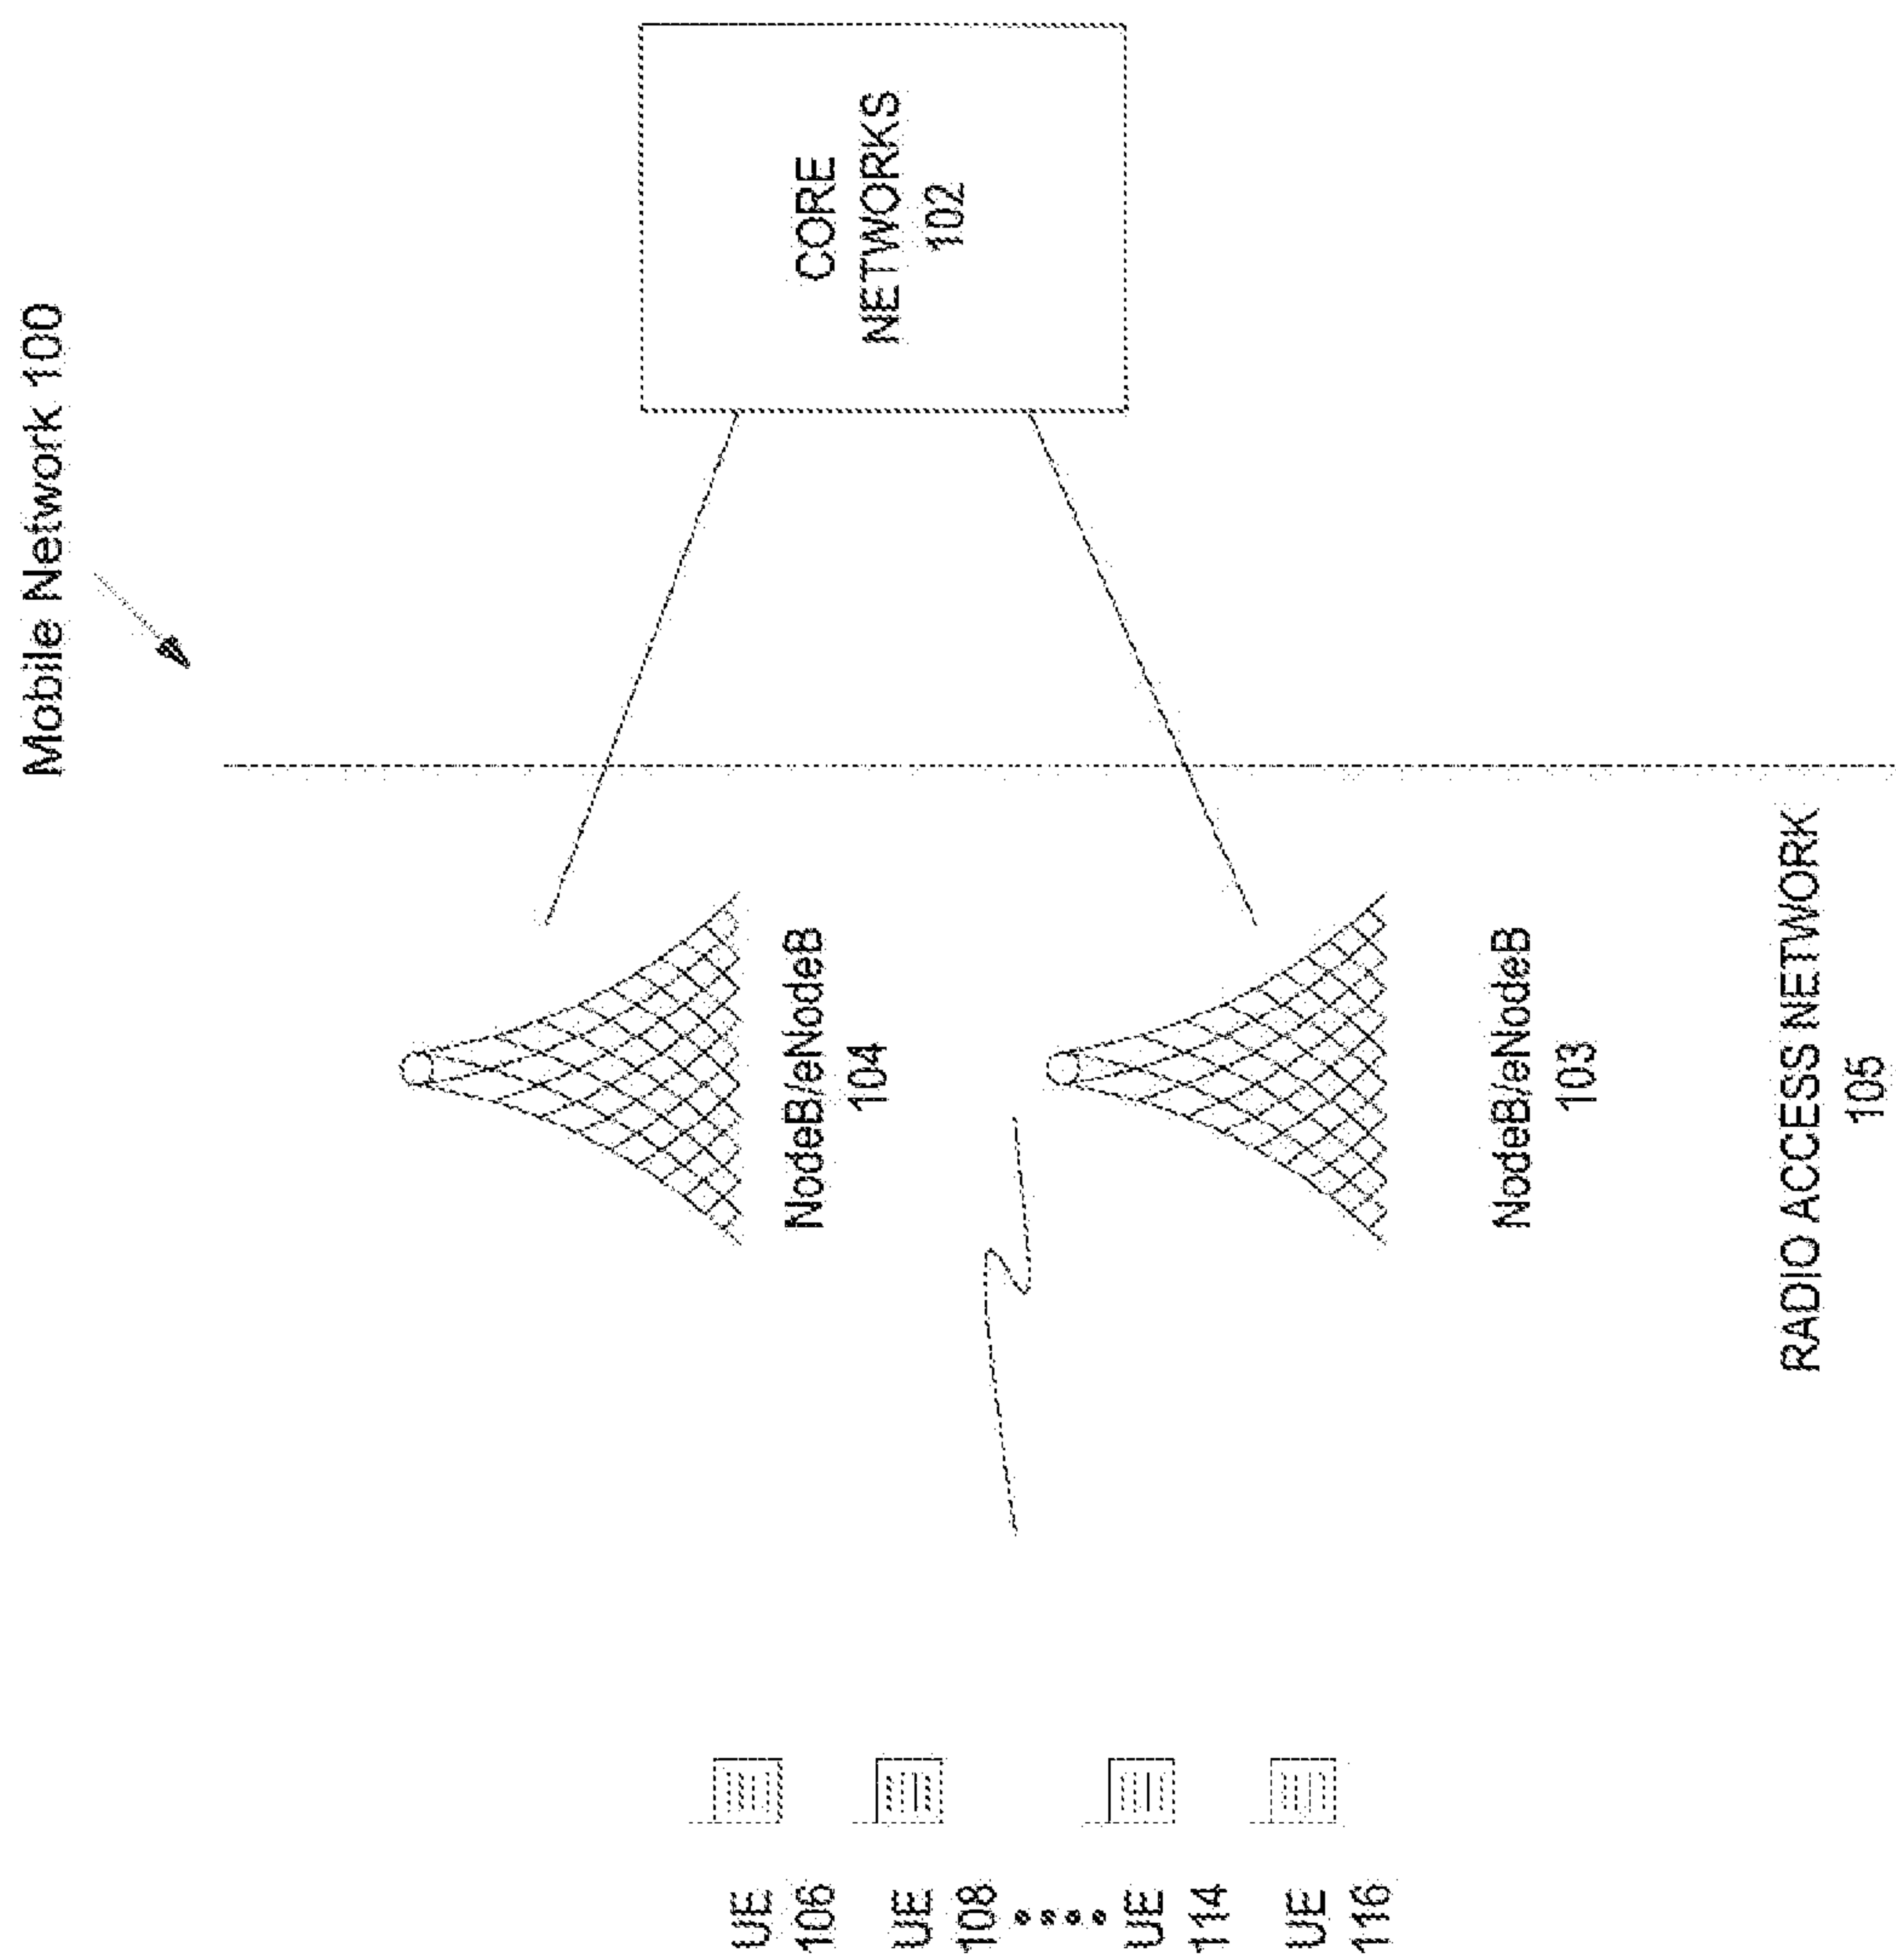 Mobile Network 100
CORE
NETWORKS
102
NodeB/eNodeB
104
NodeB/eNodeB
103
RADIO ACCESS NETWORK
105
UE
106
UE
108
UE
114
UE
116